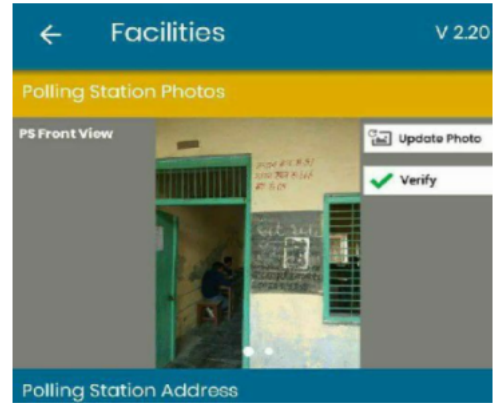 Facilities
V 2.20
Polling Station Photos
PS Front View
Update Photo
Verify
Polling Station Address